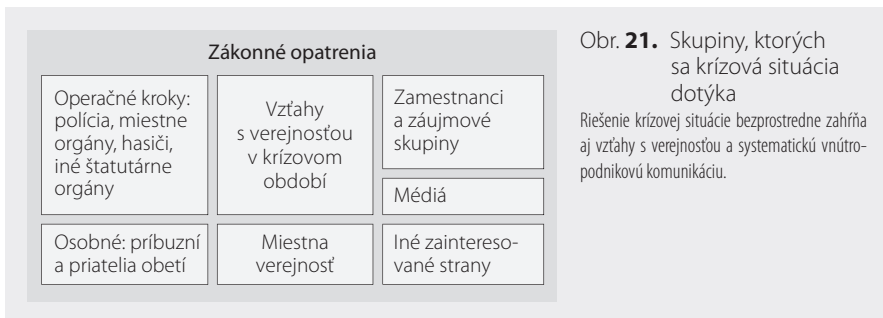 Zákonné opatrenia
Operačné kroky:
polícia, miestne
orgány, hasiči,
iné štatutárne
orgány
Vzťahy
s verejnosťou
v krízovom
období
Zamestnanci
a záujmové
skupiny
Médiá
Osobné: príbuzní
a priatelia obetí
Miestna
verejnosť
Iné zaintereso-
vané strany
Obr. 21. Skupiny, ktorých
sa krízová situácia
dotýka
Riešenie krízovej situácie bezprostredne zahŕňa
aj vzťahy s verejnosťou a systematickú vnútro-
podnikovú komunikáciu.